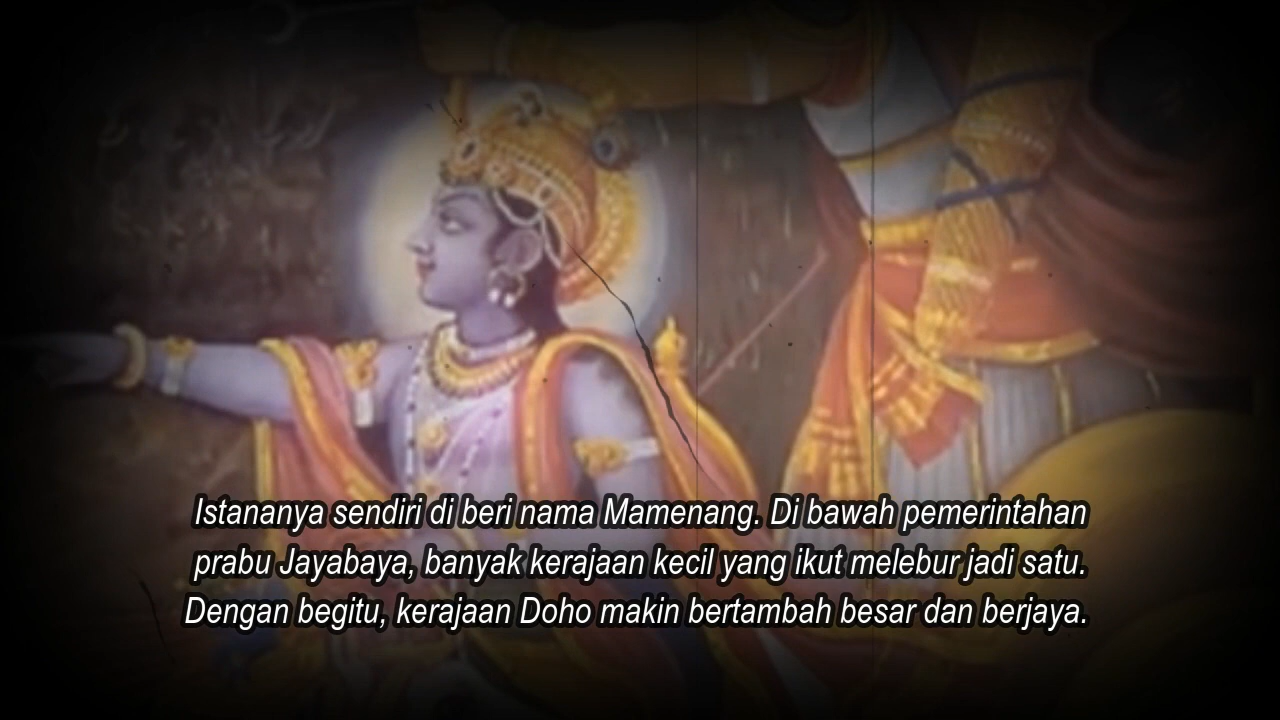 Istananya sendiri di beri nama Mamenang. Di bawah pemerintahan
prabu Jayabaya, banyak kerajaan kecil yang ikut melebur jadi satu.
Dengan begitu, kerajaan Doho makin bertambah besar dan berjaya.